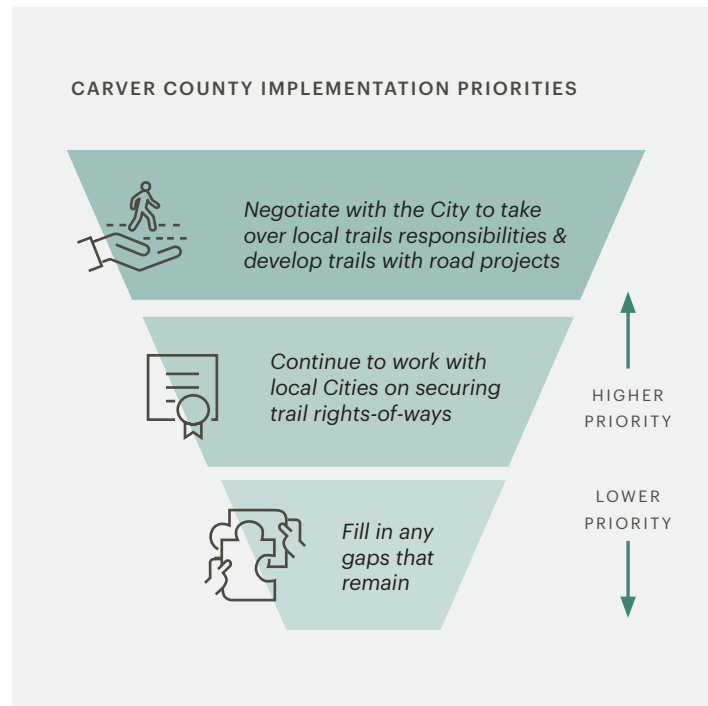 CARVER COUNTY IMPLEMENTATION PRIORITIES
Negotiate with the City to take
over local trails responsibilities &
develop trails with road projects
Continue to work with
local Cities on securing
trail rights-of-ways
HIGHER
PRIORITY
LOWER
PRIORITY
Fill in any
gaps that
remain